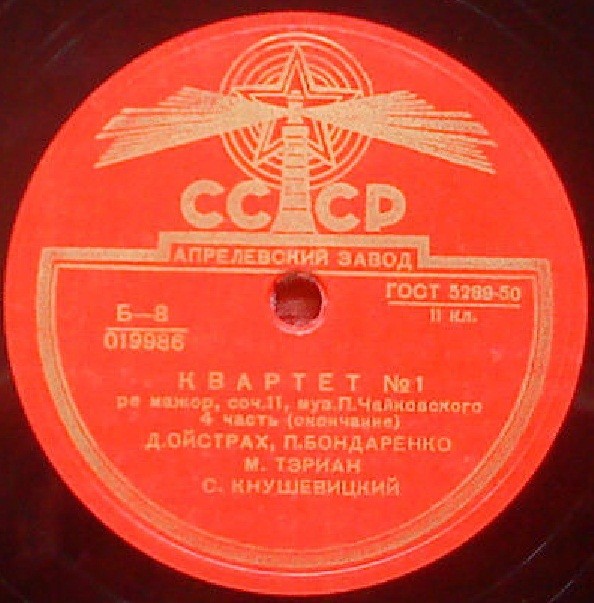 СССР
АПРЕЛЕВСКИЙ ЗАВОД
ГОСТ 5289-50
II КЛ.
Б—8
019986
КВАРТЕТ №1
ре мажор, соч.11, муз.П.Чайковского
4 часть (окончание)
Д.ОЙСТРАХ, П.БОНДАРЕНКО
М. ТЭРИАН
С. КНУШЕВИЦКИЙ